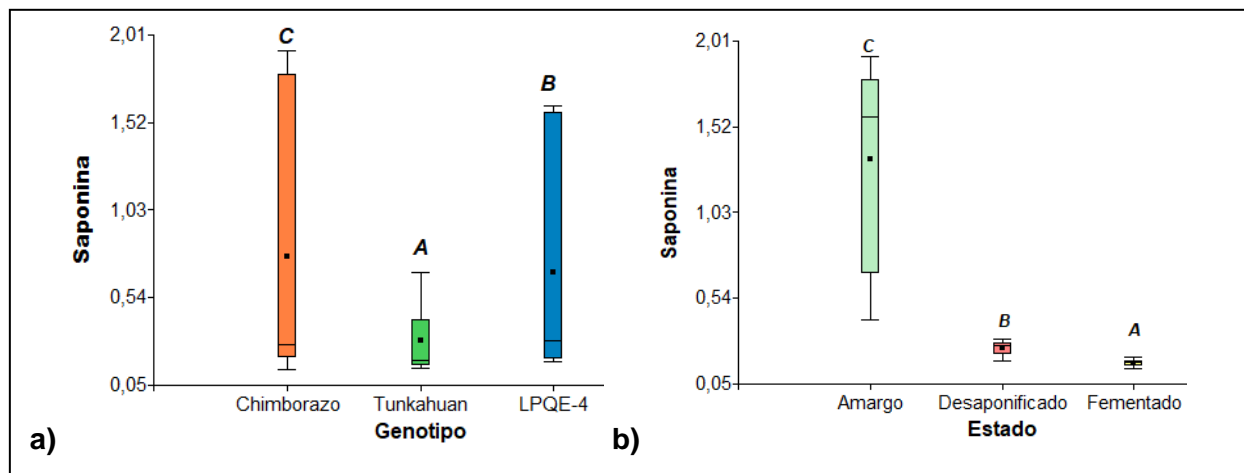 2,01
1,52
1,03
0,54
0,05
Saponina
C
A
B
Chimborazo
Tunkahuan
LPQE-4
Genotipo
a)
2,01
1,52
1,03
0,54
0,05
Saponina
C
B
A
Amargo
Desaponificado
Fementado
Estado
b)